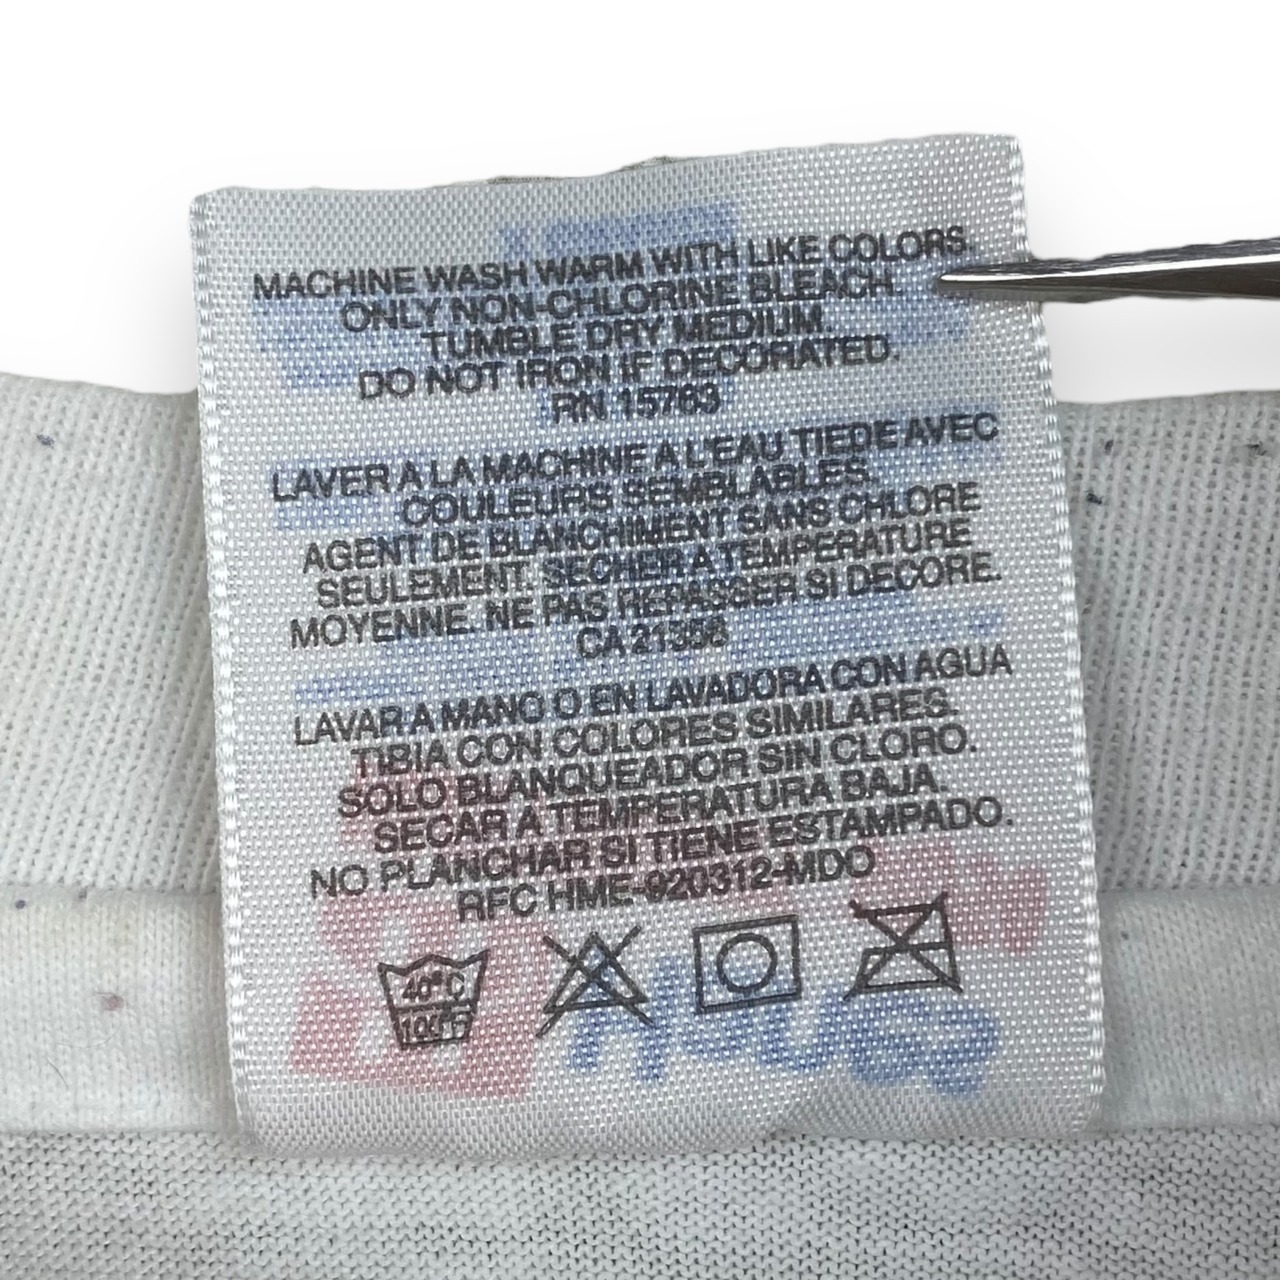 MACHINE WASH WARM WITH LIKE COLORS.
ONLY NON-CHLORINE BLEACH.
TUMBLE DRY MEDIUM.
DO NOT IRON IF DECORATED.
RN 15763
LAVER A LA MACHINE A L'EAU TIEDE AVEC
COULEURS SEMBLABLES.
AGENT DE BLANCHIMENT SANS CHLORE
SEULEMENT. SECHER A TEMPERATURE
MOYENNE. NE PAS REPASSER SI DECORE.
CA 21356
LAVAR A MANO O EN LAVADORA CON AGUA
TIBIA CON COLORES SIMILARES.
SOLO BLANQUEADOR SIN CLORO.
SECAR A TEMPERATURA BAJA.
NO PLANCHAR SI TIENE ESTAMPADO.
RFC HME-920312-MDO
40°C
100°F